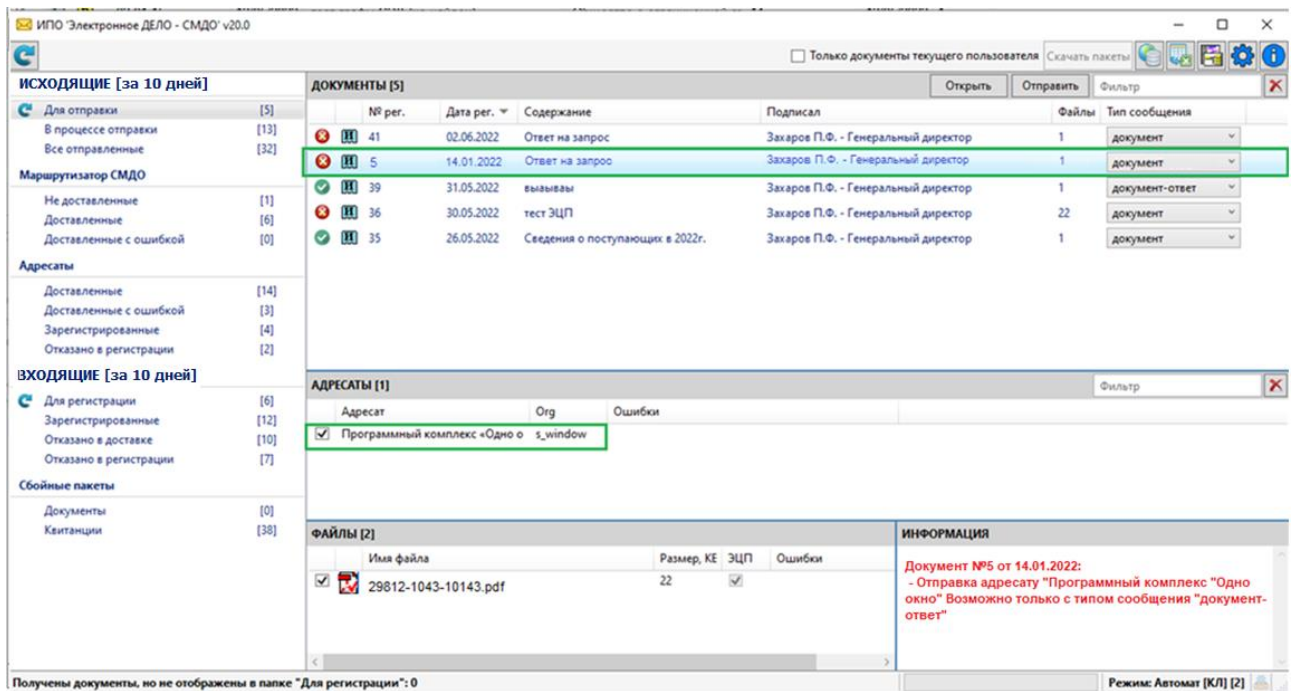 ИПО 'Электронное ДЕЛО - СМДО' v20.0
Только документы текущего пользователя Скачать пакеты
ИСХОДЯЩИЕ [за 10 дней]
Для отправки [5]
В процессе отправки [13]
Все отправленные [32]
Маршрутизатор СМДО
Не доставленные [1]
Доставленные [6]
Доставленные с ошибкой [0]
Адресаты
Доставленные [14]
Доставленные с ошибкой [3]
Зарегистрированные [4]
Отказано в регистрации [2]
ВХОДЯЩИЕ [за 10 дней]
Для регистрации [6]
Зарегистрированные [12]
Отказано в доставке [10]
Отказано в регистрации [7]
Сбойные пакеты
Документы [0]
Квитанции [38]
ДОКУМЕНТЫ [5] Открыть Отправить Фильтр
№ рег. Дата рег. Содержание Подписал Файлы Тип сообщения
41 02.06.2022 Ответ на запрос Захаров П.Ф. - Генеральный директор 1 документ
5 14.01.2022 Ответ на запрос Захаров П.Ф. - Генеральный директор 1 документ
39 31.05.2022 Захаров П.Ф. - Генеральный директор 1 документ-ответ
36 30.05.2022 тест ЭЦП Захаров П.Ф. - Генеральный директор 22 документ
35 26.05.2022 Сведения о поступающих в 2022г. Захаров П.Ф. - Генеральный директор 1 документ
АДРЕСАТЫ [1] Фильтр
Адресат Org Ошибки
Программный комплекс «Одно о s_window
ФАЙЛЫ [2]
Имя файла Размер, КБ ЭЦП Ошибки
29812-1043-10143.pdf 22
ИНФОРМАЦИЯ
Документ №5 от 14.01.2022:
- Отправка адресату "Программный комплекс "Одно
окно" Возможно только с типом сообщения "документ-
ответ"
Получены документы, но не отображены в папке "Для регистрации": 0 Режим: Автомат [КЛ] [2]